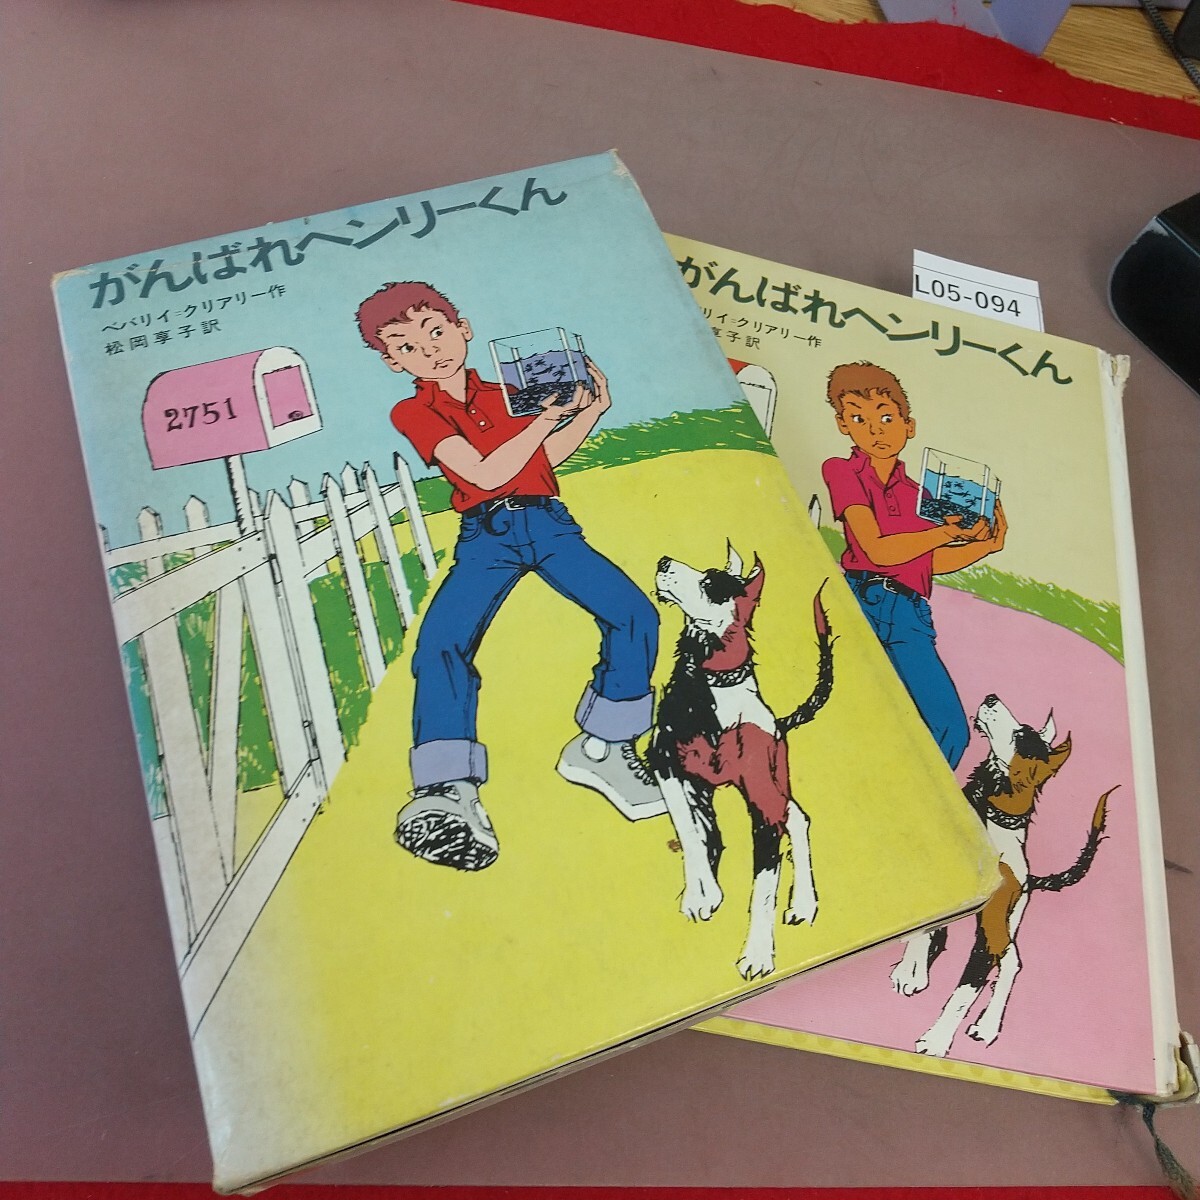 がんばれヘンリーくん
ベバリイ=クリアリー作
松岡享子訳
2751
がんばれヘンリーくん
リイ=クリアリー作
享子訳
L05-094